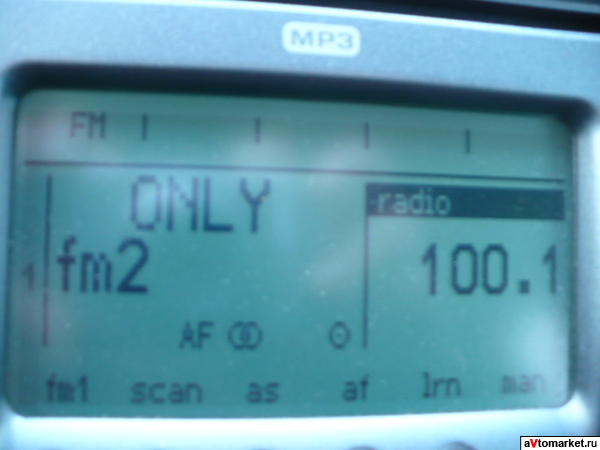 MP3
FM
ONLY
radio
1
fm2
100.1
AF
fm1 scan as af lrn man
avtomarket.ru